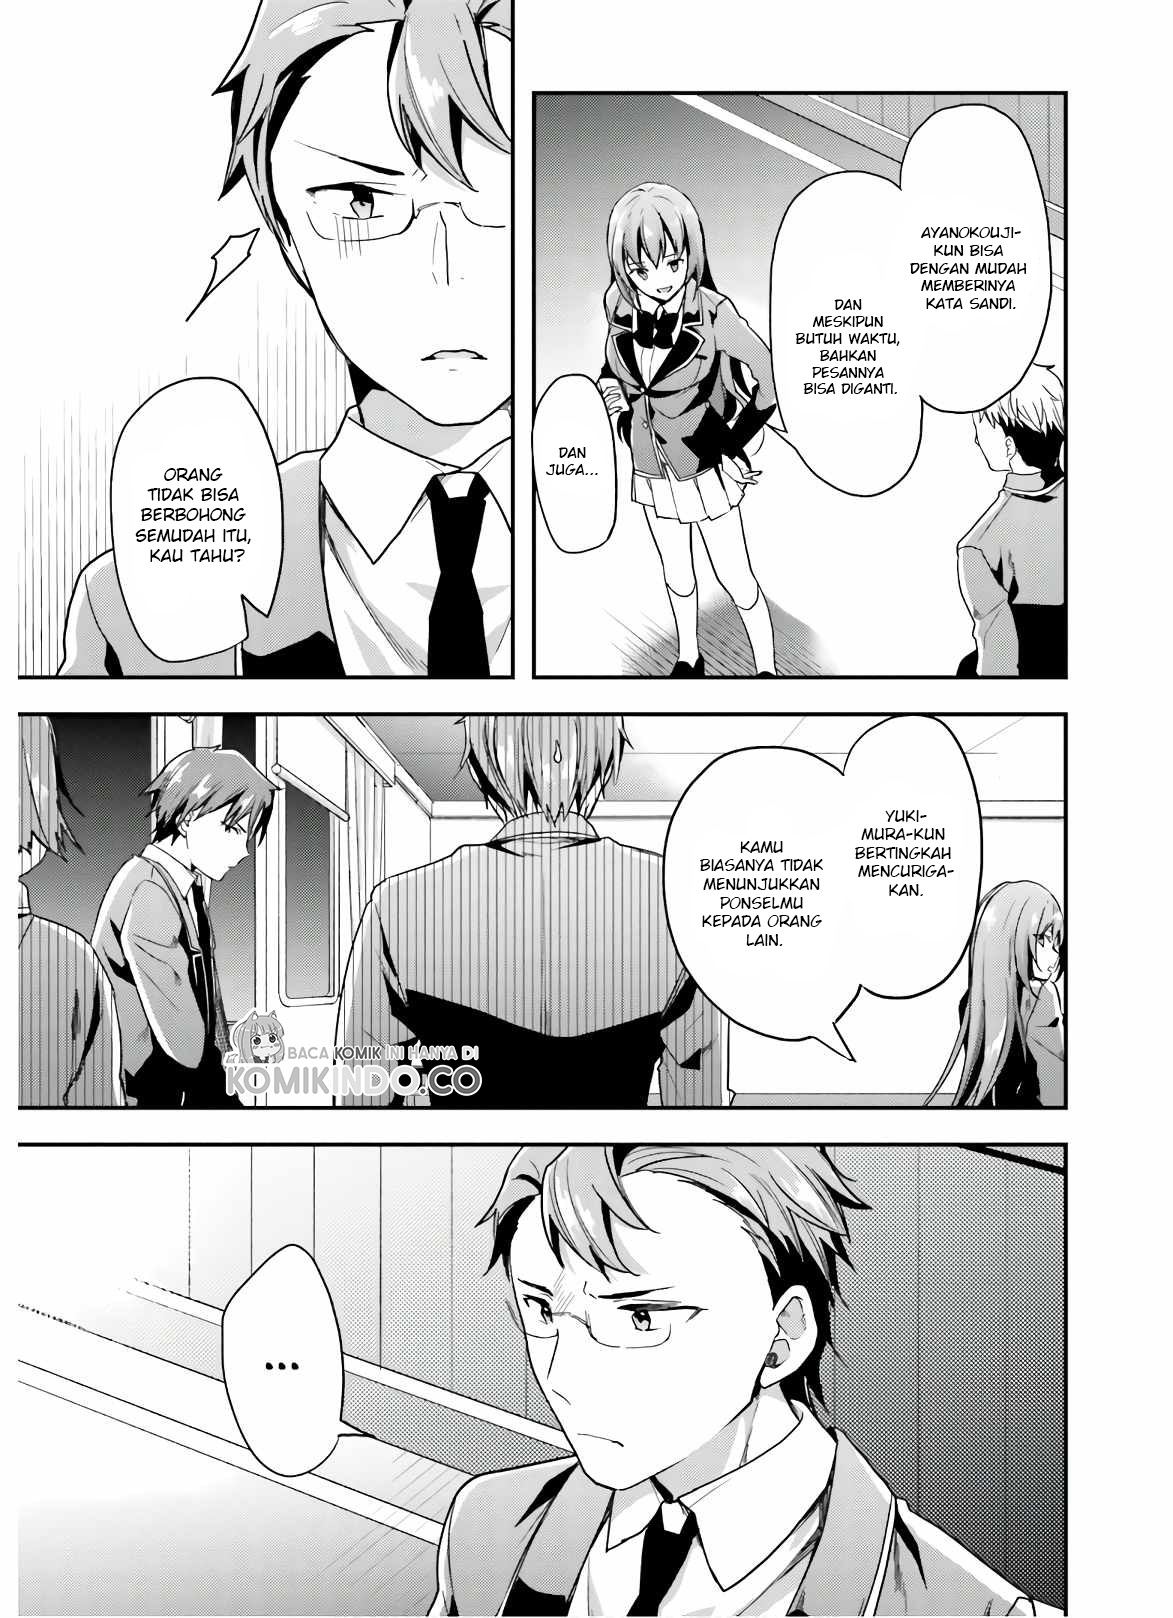 AYANOKOUJI-
KUN BISA
DENGAN MUDAH
MEMBERINYA
KATA SANDI.
DAN
MESKIPUN
BUTUH WAKTU,
BAHKAN
PESANNYA
BISA DIGANTI.
DAN
JUGA...
ORANG
TIDAK BISA
BERBOHONG
SEMUDAH ITU,
KAU TAHU?
YUKI-
MURA-KUN
BERTINGKAH
MENCURIGA-
KAN.
KAMU
BIASANYA TIDAK
MENUNJUKKAN
PONSELMU
KEPADA ORANG
LAIN.
BACA KOMIK INI HANYA DI
KOMIKINDO.CO
...